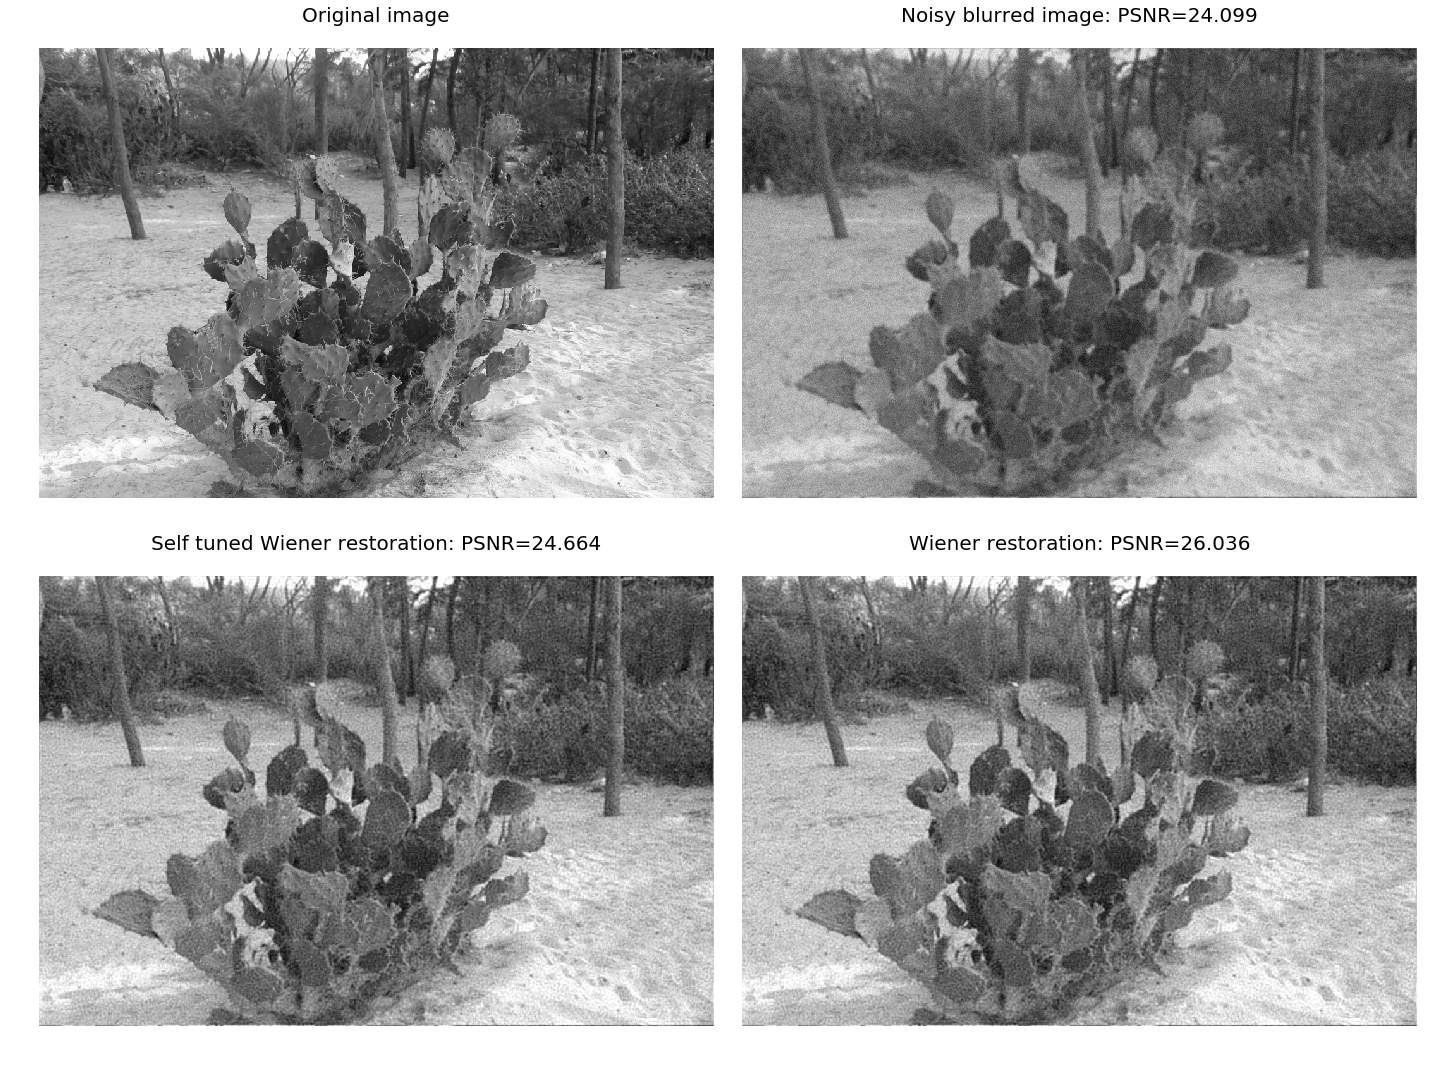 Original image
Noisy blurred image: PSNR=24.099
Self tuned Wiener restoration: PSNR=24.664
Wiener restoration: PSNR=26.036